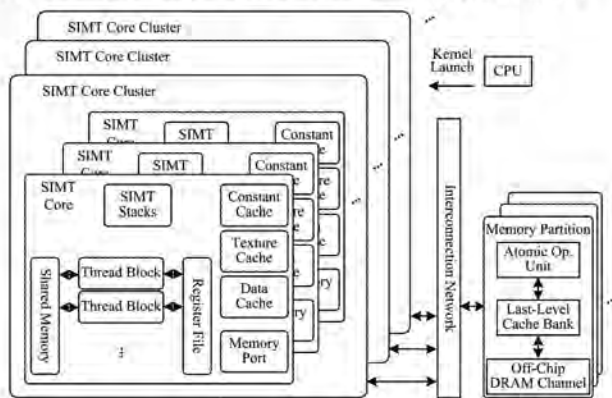 SIMT Core Cluster
SIMT Core Cluster
SIMT Core Cluster
Kernel
Launch
CPU
SIMT
SIMT
Constant
SIMT
SIMT
Constant
SIMT
Core
SIMT
Stacks
Constant
Cache
Texture
Cache
Data
Cache
Memory
Port
Shared Memory
Thread Block
Thread Block
Register File
Interconnection Network
Memory Partition
Atomic Op.
Unit
Last-Level
Cache Bank
Off-Chip
DRAM Channel